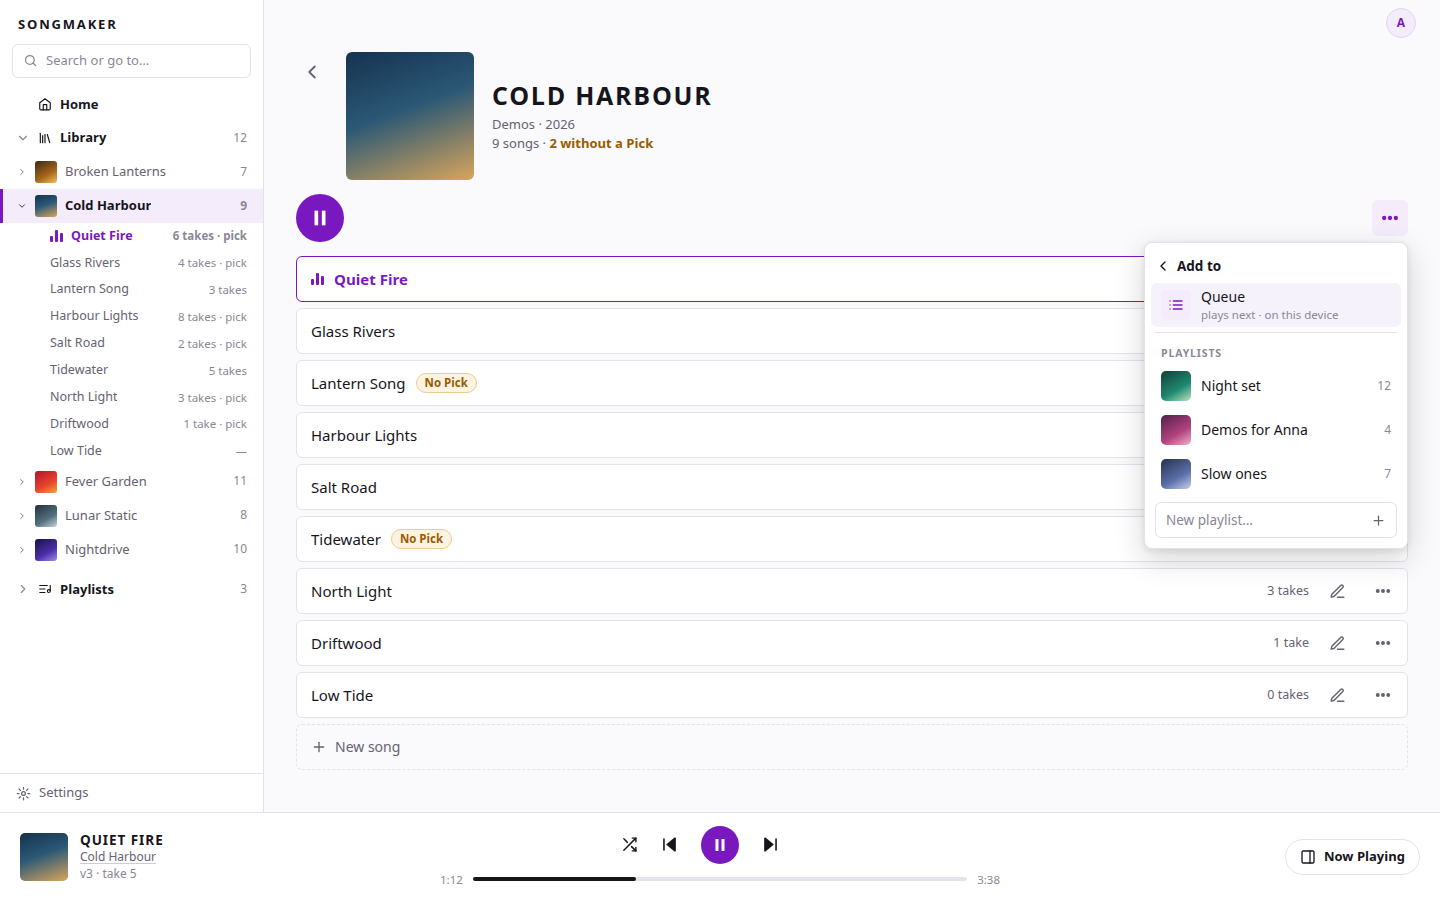 SONGMAKER
Search or go to...
Home
Library 12
Broken Lanterns 7
Cold Harbour 9
Quiet Fire 6 takes · pick
Glass Rivers 4 takes · pick
Lantern Song 3 takes
Harbour Lights 8 takes · pick
Salt Road 2 takes · pick
Tidewater 5 takes
North Light 3 takes · pick
Driftwood 1 take · pick
Low Tide —
Fever Garden 11
Lunar Static 8
Nightdrive 10
Playlists 3
Settings
A
COLD HARBOUR
Demos · 2026
9 songs · 2 without a Pick
Quiet Fire
Glass Rivers
Lantern Song No Pick
Harbour Lights
Salt Road
Tidewater No Pick
North Light 3 takes
Driftwood 1 take
Low Tide 0 takes
New song
Add to
Queue
plays next · on this device
PLAYLISTS
Night set 12
Demos for Anna 4
Slow ones 7
New playlist...
QUIET FIRE
Cold Harbour
v3 · take 5
1:12 3:38
Now Playing